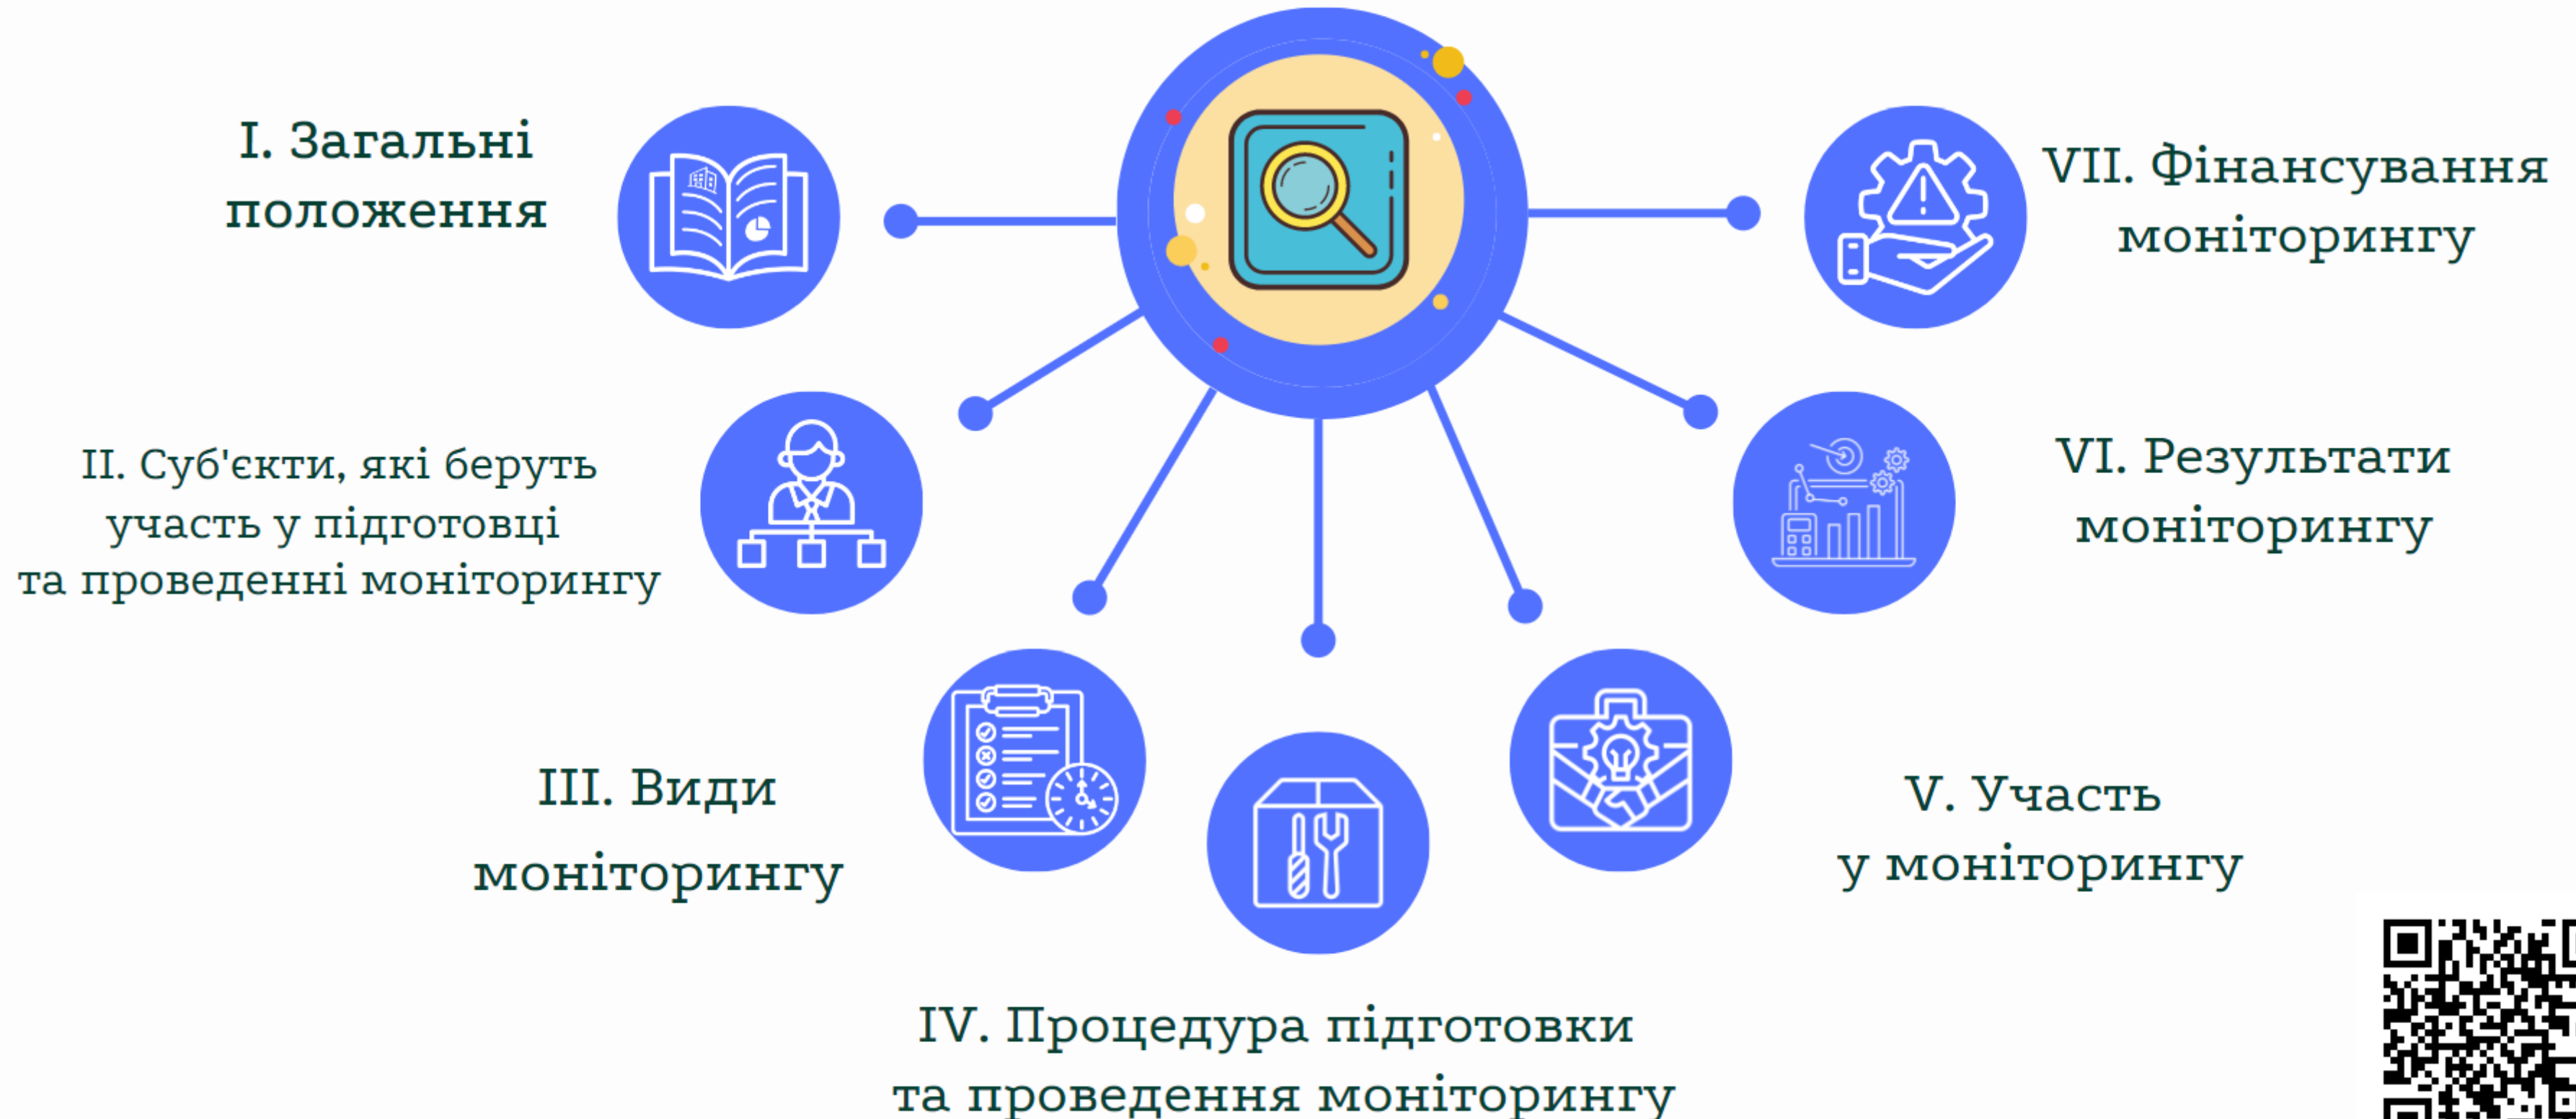 I. Загальні
положення
II. Суб'єкти, які беруть
участь у підготовці
та проведенні моніторингу
III. Види
моніторингу
IV. Процедура підготовки
та проведення моніторингу
V. Участь
у моніторингу
VI. Результати
моніторингу
VII. Фінансування
моніторингу